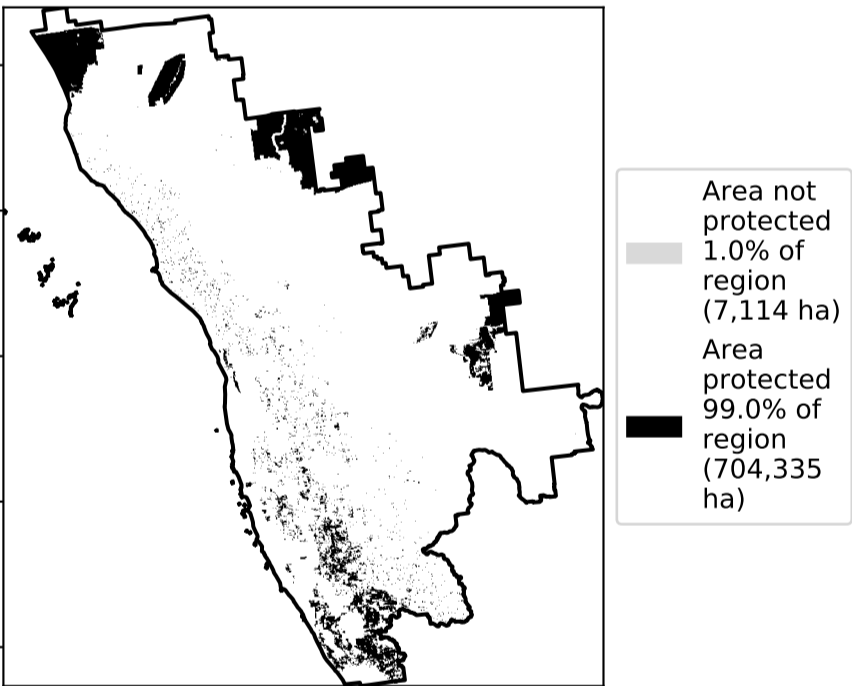 Area not
protected
1.0% of
region
(7,114 ha)
Area
protected
99.0% of
region
(704,335
ha)